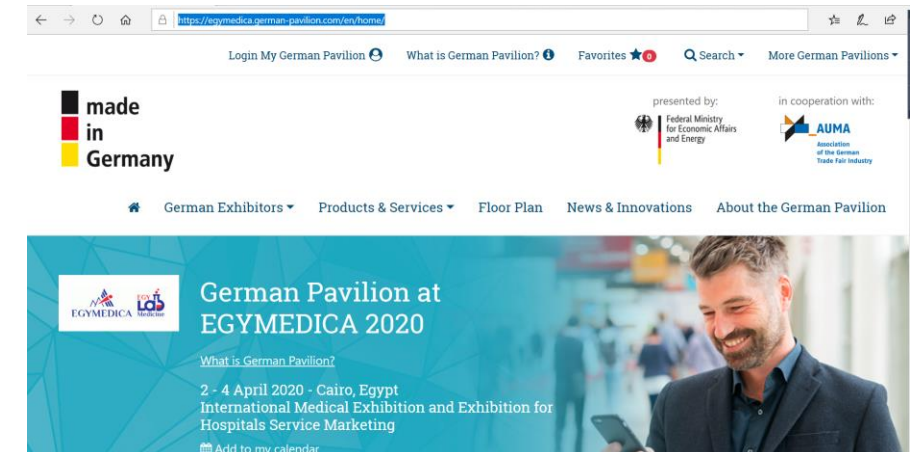 https://egymedica.german-pavilion.com/en/home/
Login My German Pavilion What is German Pavilion? Favorites 0 Search More German Pavilions
made
in
Germany
presented by:
Federal Ministry
for Economic Affairs
and Energy
in cooperation with:
AUMA
Association
of the German
Trade Fair Industry
German Exhibitors Products & Services Floor Plan News & Innovations About the German Pavilion
EGYMEDICA
EGY LAB
Medicine
German Pavilion at
EGYMEDICA 2020
What is German Pavilion?
2 - 4 April 2020 - Cairo, Egypt
International Medical Exhibition and Exhibition for
Hospitals Service Marketing
Add to my calendar